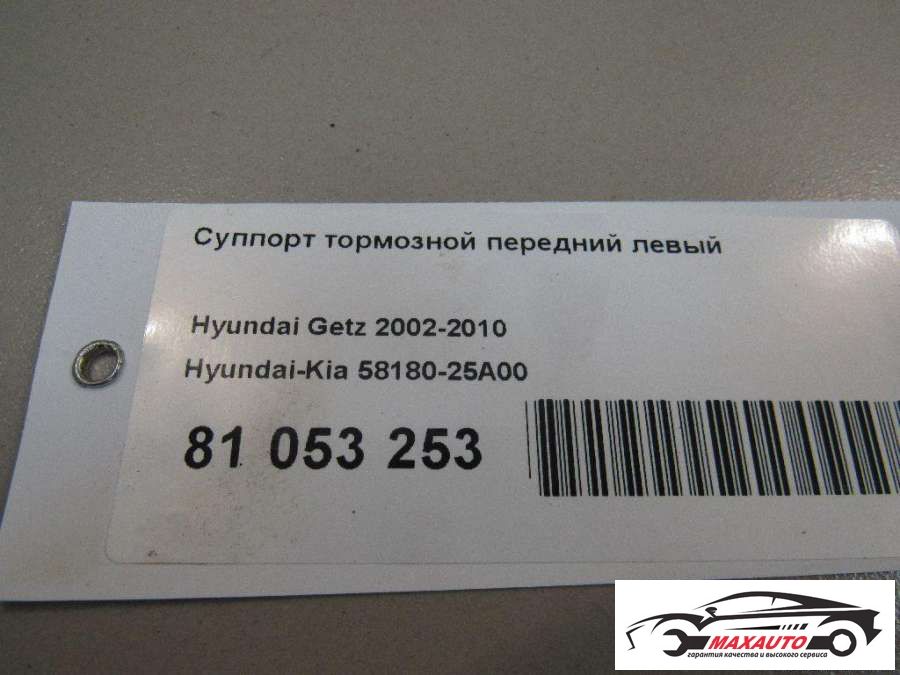 Суппорт тормозной передний левый
Hyundai Getz 2002-2010
Hyundai-Kia 58180-25A00
81 053 253
MAXAUTO
гарантия качества и высокого сервиса